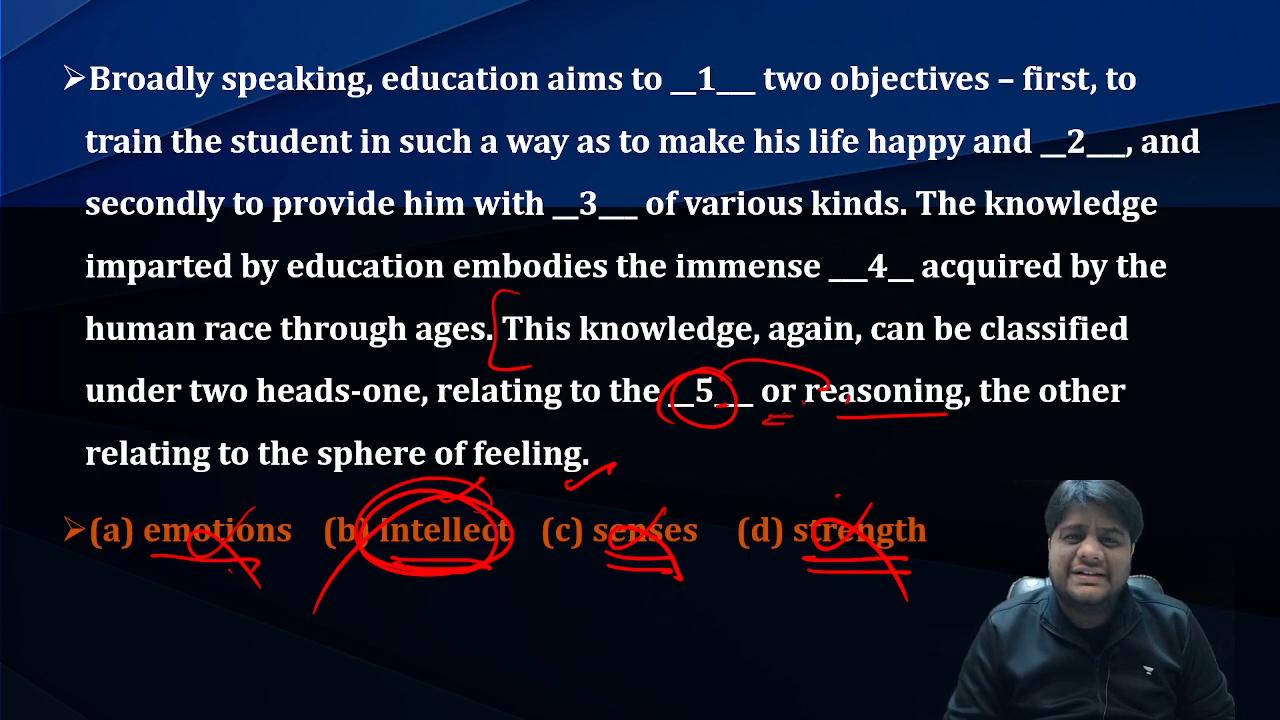 ➢Broadly speaking, education aims to __1___ two objectives – first, to
train the student in such a way as to make his life happy and __2___, and
secondly to provide him with __3___ of various kinds. The knowledge
imparted by education embodies the immense ___4__ acquired by the
human race through ages. This knowledge, again, can be classified
under two heads-one, relating to the __5___ or reasoning, the other
relating to the sphere of feeling.
➢(a) emotions (b) intellect (c) senses (d) strength